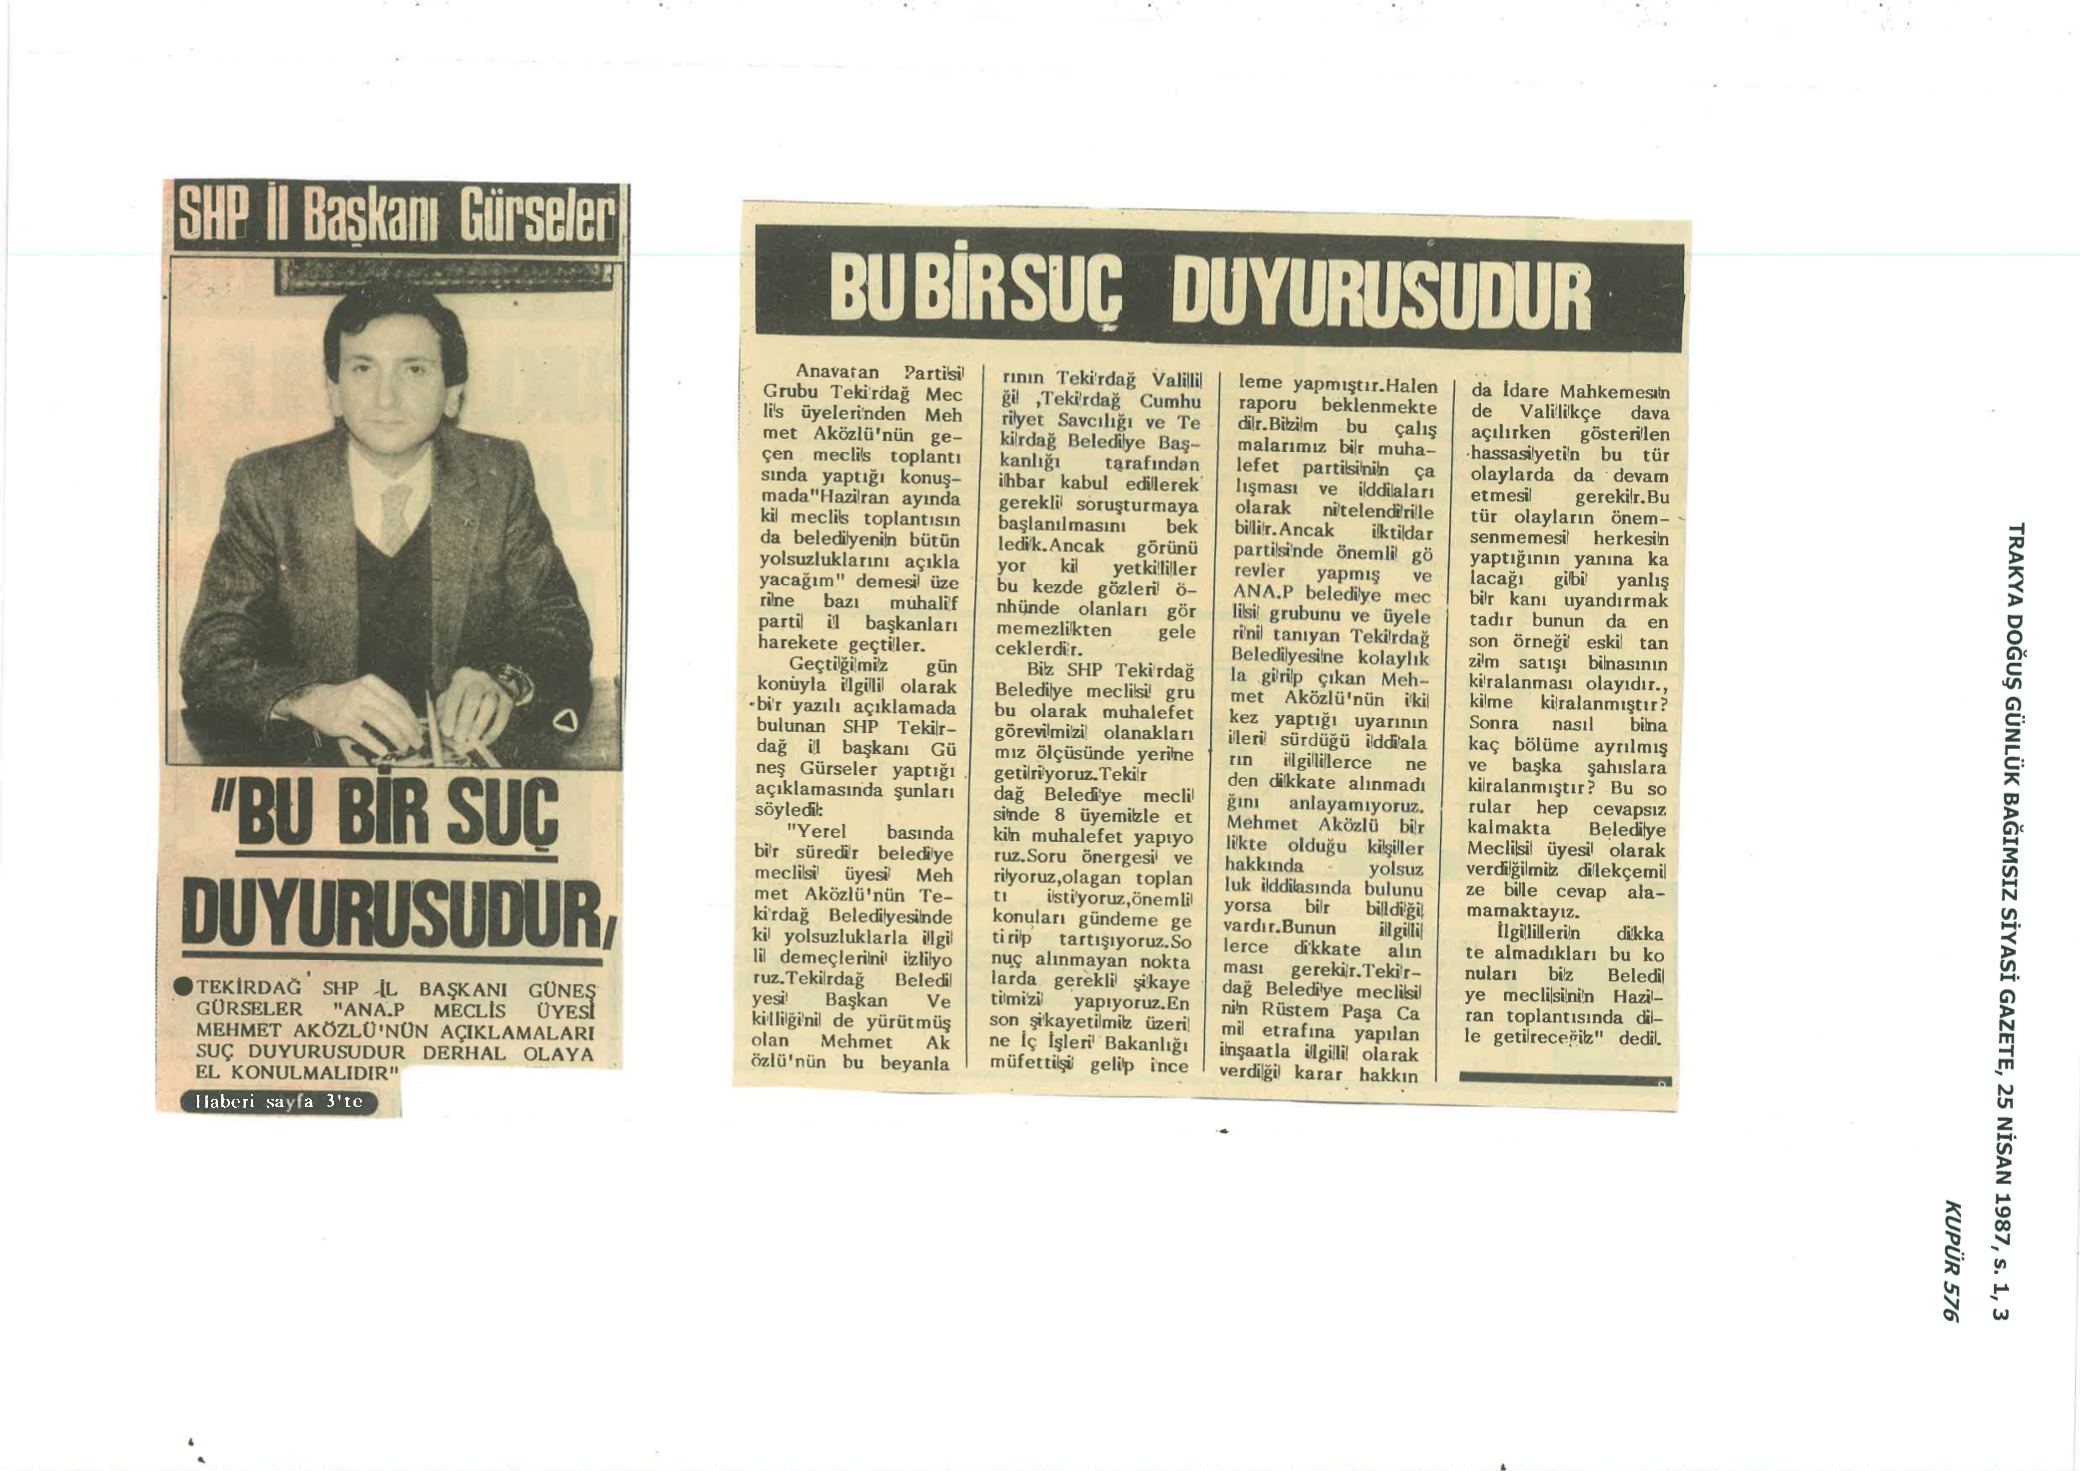 SHP İl Başkanı Gürseler
"BU BİR SUÇ
DUYURUSUDUR,
TEKİRDAĞ SHP İL BAŞKANI GÜNEŞ
GÜRSELER "ANA.P MECLİS ÜYESİ
MEHMET AKÖZLÜ'NÜN AÇIKLAMALARI
SUÇ DUYURUSUDUR DERHAL OLAYA
EL KONULMALIDIR"
Haberi sayfa 3'te
BU BİR SUÇ DUYURUSUDUR
Anavatan Partisi
Grubu Tekirdağ Mec
lis üyelerinden Meh
met Aközlü'nün ge-
çen meclis toplantı
sında yaptığı konuş-
mada"Haziran ayında
ki meclis toplantısın
da belediyenin bütün
yolsuzluklarını açıkla
yacağım" demesi üze
rine bazı muhalif
parti il başkanları
harekete geçtiler.
Geçtiğimiz gün
konuyla ilgili olarak
bir yazılı açıklamada
bulunan SHP Tekir-
dağ il başkanı Gü
neş Gürseler yaptığı
açıklamasında şunları
söyledi:
"Yerel basında
bir süredir belediye
meclisi üyesi Meh
met Aközlü'nün Te-
kirdağ Belediyesinde
ki yolsuzluklarla ilgi
li demeçlerini izliyo
ruz.Tekirdağ Beledi
yesi Başkan Ve
killiğini de yürütmüş
olan Mehmet Ak
özlü'nün bu beyanla
rının Tekirdağ Valili
ği ,Tekirdağ Cumhu
riyet Savcılığı ve Te
kirdağ Belediye Baş-
kanlığı tarafından
ihbar kabul edilerek
gerekli soruşturmaya
başlanılmasını bek
ledik.Ancak görünü
yor ki yetkililer
bu kezde gözleri ö-
nhünde olanları gör
memezlikten gele
ceklerdir.
Biz SHP Tekirdağ
Belediye meclisi gru
bu olarak muhalefet
görevimizi olanakları
mız ölçüsünde yerine
getiriyoruz.Tekir
dağ Belediye mecli
sinde 8 üyemizle et
kin muhalefet yapıyo
ruz.Soru önergesi ve
riyoruz,olagan toplan
tı istiyoruz,önemli
konuları gündeme ge
tirip tartışıyoruz.So
nuç alınmayan nokta
larda gerekli şikaye
timizi yapıyoruz.En
son şikayetimiz üzeri
ne İç İşleri Bakanlığı
müfettişi gelip ince
leme yapmıştır.Halen
raporu beklenmekte
dir.Bizim bu çalış
malarımız bir muha-
lefet partisinin ça
lışması ve iddiaları
olarak nitelendirile
bilir.Ancak iktidar
partisinde önemli gö
revler yapmış ve
ANA.P belediye mec
lisi grubunu ve üyele
rini tanıyan Tekirdağ
Belediyesine kolaylık
la girip çıkan Meh-
met Aközlü'nün iki
kez yaptığı uyarının
ileri sürdüğü iddiala
rın ilgililerce ne
den dikkate alınmadı
ğını anlayamıyoruz.
Mehmet Aközlü bir
likte olduğu kişiler
hakkında yolsuz
luk iddiasında bulunu
yorsa bir bildiği
vardır.Bunun ilgili
lerce dikkate alın
ması gerekir.Tekir-
dağ Belediye meclisi
nin Rüstem Paşa Ca
mii etrafına yapılan
inşaatla ilgili olarak
verdiği karar hakkın
da İdare Mahkemesin
de Valilikçe dava
açılırken gösterilen
hassasiyetin bu tür
olaylarda da devam
etmesi gerekir.Bu
tür olayların önem-
senmemesi herkesin
yaptığının yanına ka
lacağı gibi yanlış
bir kanı uyandırmak
tadır bunun da en
son örneği eski tan
zim satışı binasının
kiralanması olayıdır.,
kime kiralanmıştır?
Sonra nasıl bina
kaç bölüme ayrılmış
ve başka şahıslara
kiralanmıştır? Bu so
rular hep cevapsız
kalmakta Belediye
Meclisi üyesi olarak
verdiğimiz dilekçemi
ze bile cevap ala-
mamaktayız.
İlgililerin dikka
te almadıkları bu ko
nuları biz Beledi
ye meclisinin Hazi-
ran toplantısında di-
le getireceğiz" dedi.
TRAKYA DOĞUŞ GÜNLÜK BAĞIMSIZ SİYASİ GAZETE, 25 NİSAN 1987, s. 1, 3
KUPÜR 576